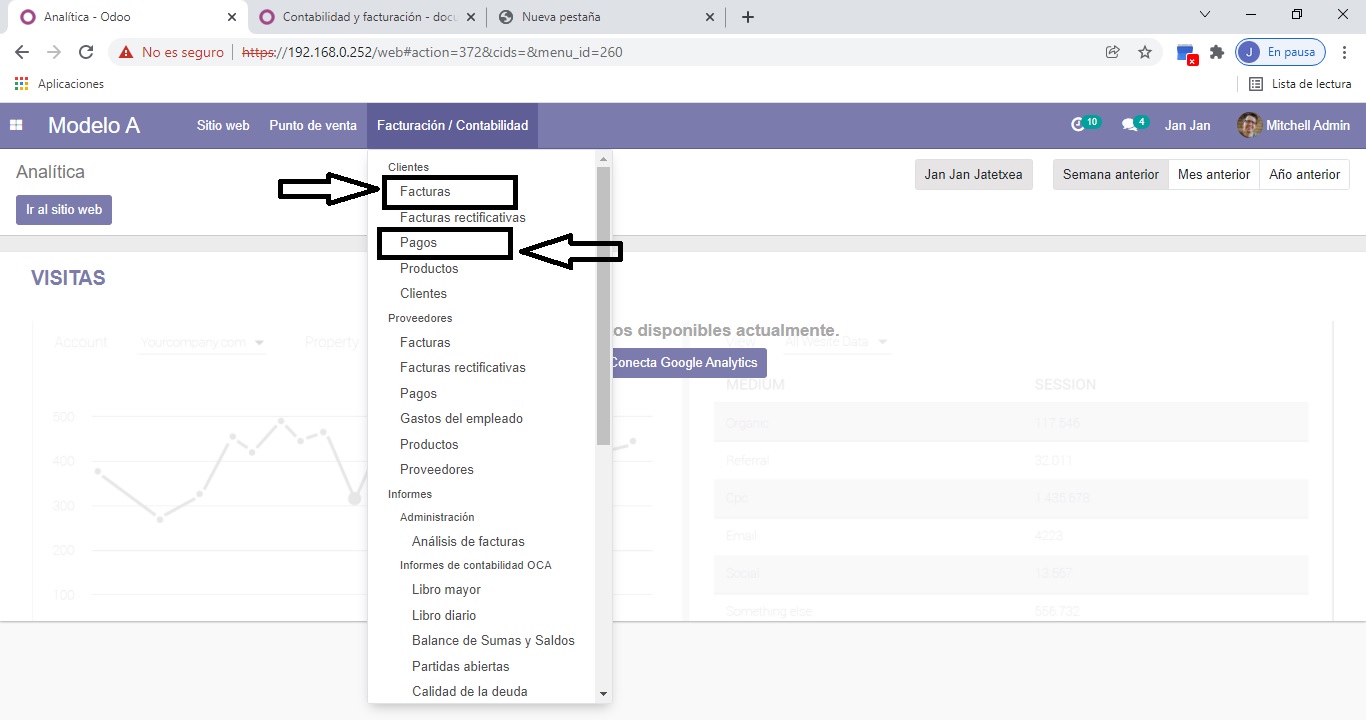 Analítica - Odoo
Contabilidad y facturación - docu
Nueva pestaña
No es seguro
https://192.168.0.252/web#action=372&cids=&menu_id=260
J
En pausa
Aplicaciones
Lista de lectura
Modelo A
Sitio web
Punto de venta
Facturación / Contabilidad
10
4
Jan Jan
Mitchell Admin
Analítica
Ir al sitio web
Jan Jan Jatetxea
Semana anterior
Mes anterior
Año anterior
Clientes
Facturas
Facturas rectificativas
Pagos
Productos
Clientes
Proveedores
Facturas
Facturas rectificativas
Pagos
Gastos del empleado
Productos
Proveedores
Informes
Administración
Análisis de facturas
Informes de contabilidad OCA
Libro mayor
Libro diario
Balance de Sumas y Saldos
Partidas abiertas
Calidad de la deuda
VISITAS
os disponibles actualmente.
Conecta Google Analytics
Account
Yourcompany.com
Property
View
All Wesite Data
500
400
300
200
100
MEDIUM SESSION
Organic 117.546
Referral 32.011
Cpc 1.435.678
Email 4223
Social 13.567
Something else 556.732